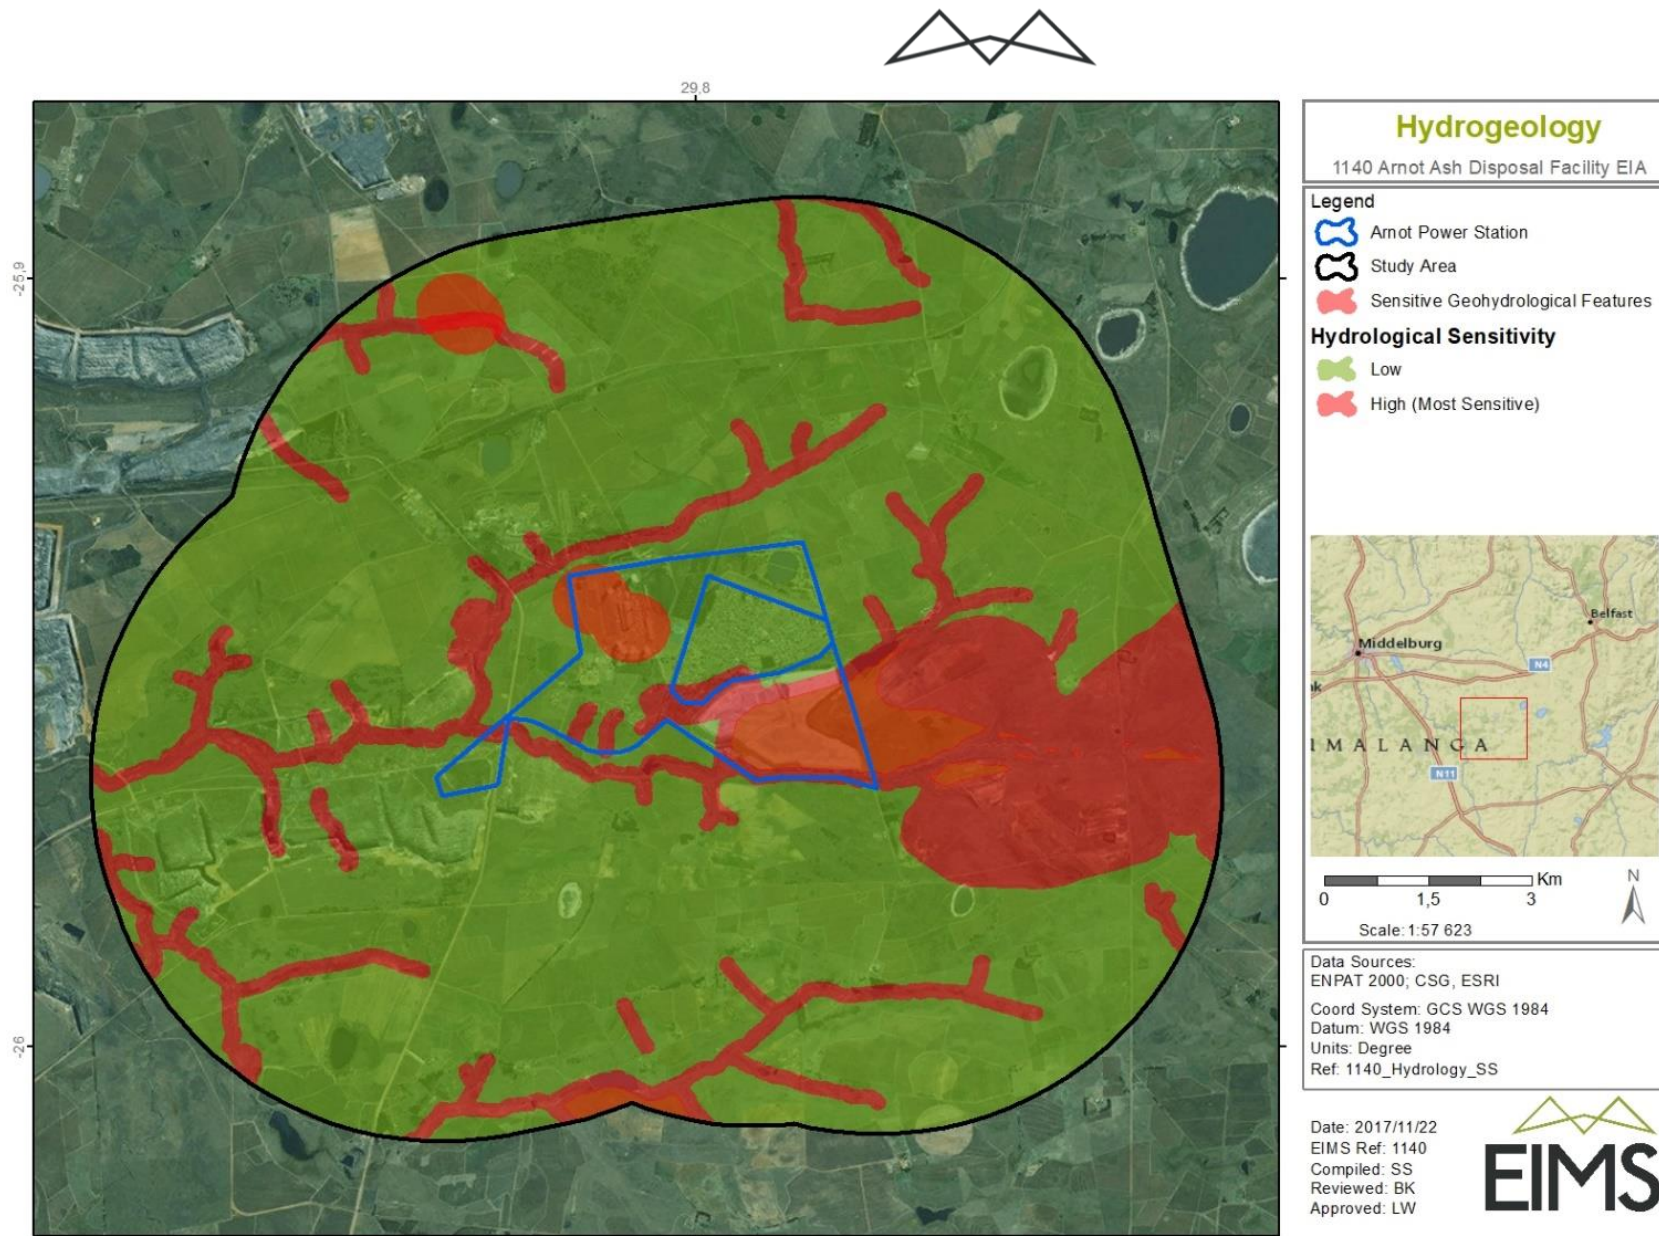 29,8
-25,9
-26
Hydrogeology
1140 Arnot Ash Disposal Facility EIA
Legend
Arnot Power Station
Study Area
Sensitive Geohydrological Features
Hydrological Sensitivity
Low
High (Most Sensitive)
Belfast
Middelburg
N4
nk
IMALANGA
N11
Km
0 1,5 3
N
Scale: 1:57 623
Data Sources:
ENPAT 2000; CSG, ESRI
Coord System: GCS WGS 1984
Datum: WGS 1984
Units: Degree
Ref: 1140_Hydrology_SS
Date: 2017/11/22
EIMS Ref: 1140
Compiled: SS
Reviewed: BK
Approved: LW
EIMS